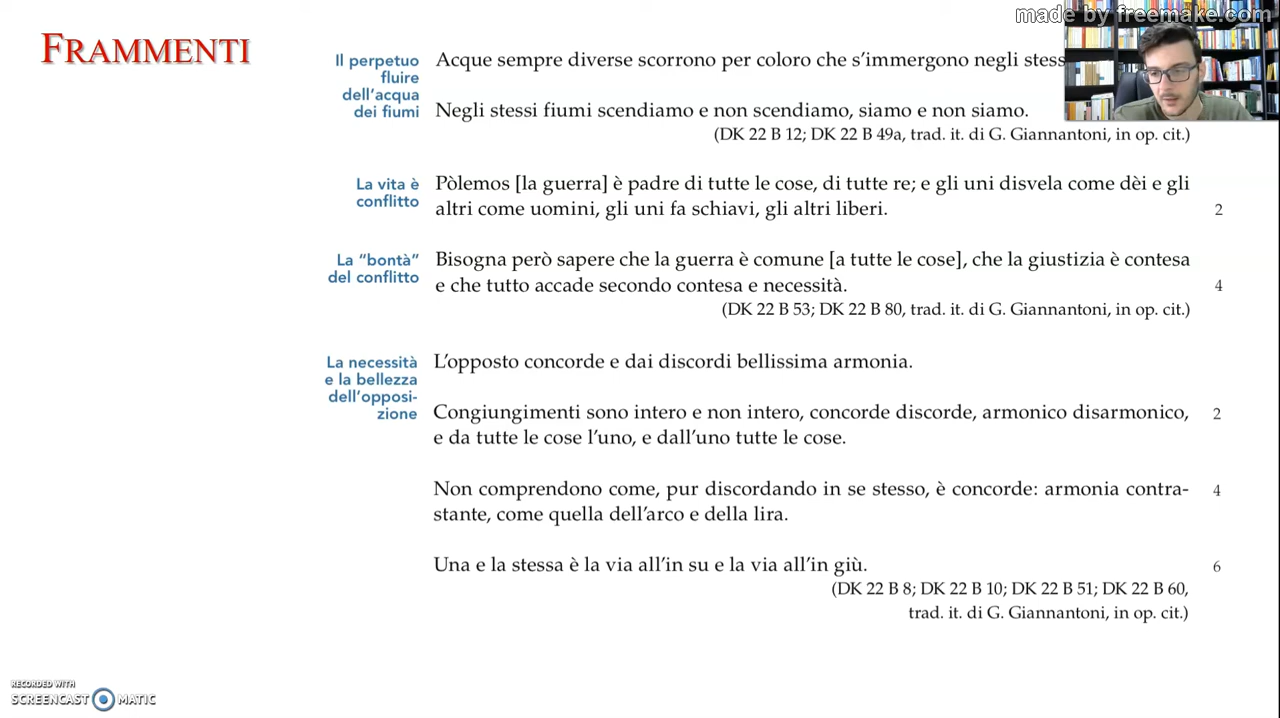 made by freemake.com
FRAMMENTI
Il perpetuo
fluire
dell'acqua
dei fiumi
Acque sempre diverse scorrono per coloro che s'immergono negli
Negli stessi fiumi scendiamo e non scendiamo, siamo e non siamo.
(DK 22 B 12; DK 22 B 49a, trad. it. di G. Giannantoni, in op. cit.)
La vita è
conflitto
Pòlemos [la guerra] è padre di tutte le cose, di tutte re; e gli uni disvela come dèi e gli
altri come uomini, gli uni fa schiavi, gli altri liberi.
2
La “bontà”
del conflitto
Bisogna però sapere che la guerra è comune [a tutte le cose], che la giustizia è contesa
e che tutto accade secondo contesa e necessità.
4
(DK 22 B 53; DK 22 B 80, trad. it. di G. Giannantoni, in op. cit.)
La necessità
e la bellezza
dell'opposi-
zione
L'opposto concorde e dai discordi bellissima armonia.
Congiungimenti sono intero e non intero, concorde discorde, armonico disarmonico,
2
e da tutte le cose l'uno, e dall'uno tutte le cose.
Non comprendono come, pur discordando in se stesso, è concorde: armonia contra-
4
stante, come quella dell'arco e della lira.
Una e la stessa è la via all'in su e la via all'in giù.
6
(DK 22 B 8; DK 22 B 10; DK 22 B 51; DK 22 B 60,
trad. it. di G. Giannantoni, in op. cit.)
RECORDED WITH
SCREENCAST MATIC